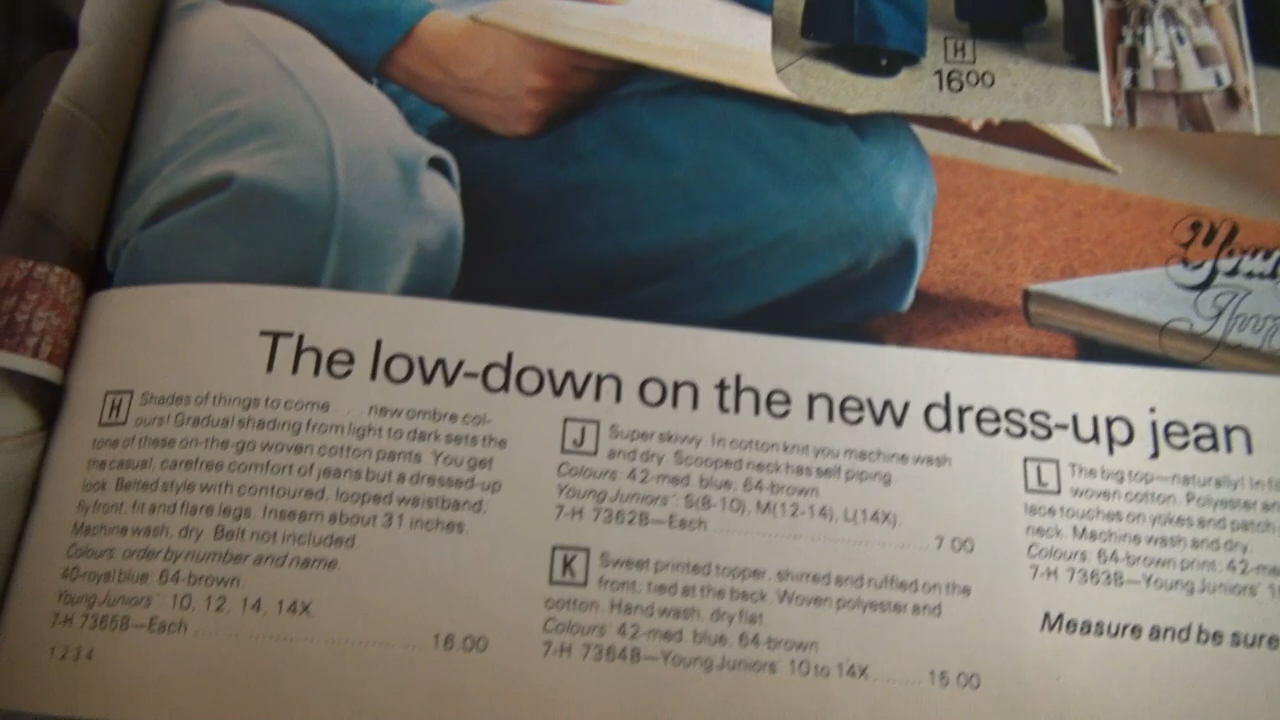 H
16⁰⁰
The low-down on the new dress-up jean
H Shades of things to come . . . new ombre col-
ours! Gradual shading from light to dark sets the
tone of these on-the-go woven cotton pants. You get
the casual, carefree comfort of jeans but a dressed-up
look. Belted style with contoured, looped waistband,
fly front, fit and flare legs. Inseam about 31 inches.
Machine wash, dry. Belt not included.
Colours: order by number and name.
40-royal blue, 64-brown.
Young Juniors' 10, 12, 14, 14X.
7-H 7365B—Each ........................ 16.00
1 2 3 4
J Super skivvy. In cotton knit you machine wash
and dry. Scooped neck has self piping.
Colours: 42-med. blue, 64-brown
Young Juniors': S(8-10), M(12-14), L(14X).
7-H 7362B—Each ........................ 7.00
K Sweet printed topper, shirred and ruffled on the
front; tied at the back. Woven polyester and
cotton. Hand wash, dry flat.
Colours: 42-med. blue, 64-brown
7-H 7364B—Young Juniors' 10 to 14X ........ 15.00
L The big top—naturally! In
woven cotton. Polyester
lace touches on yokes and patch
neck. Machine wash and dry.
Colours: 64-brown print; 42-me
7-H 7363B—Young Juniors'
Measure and be sure